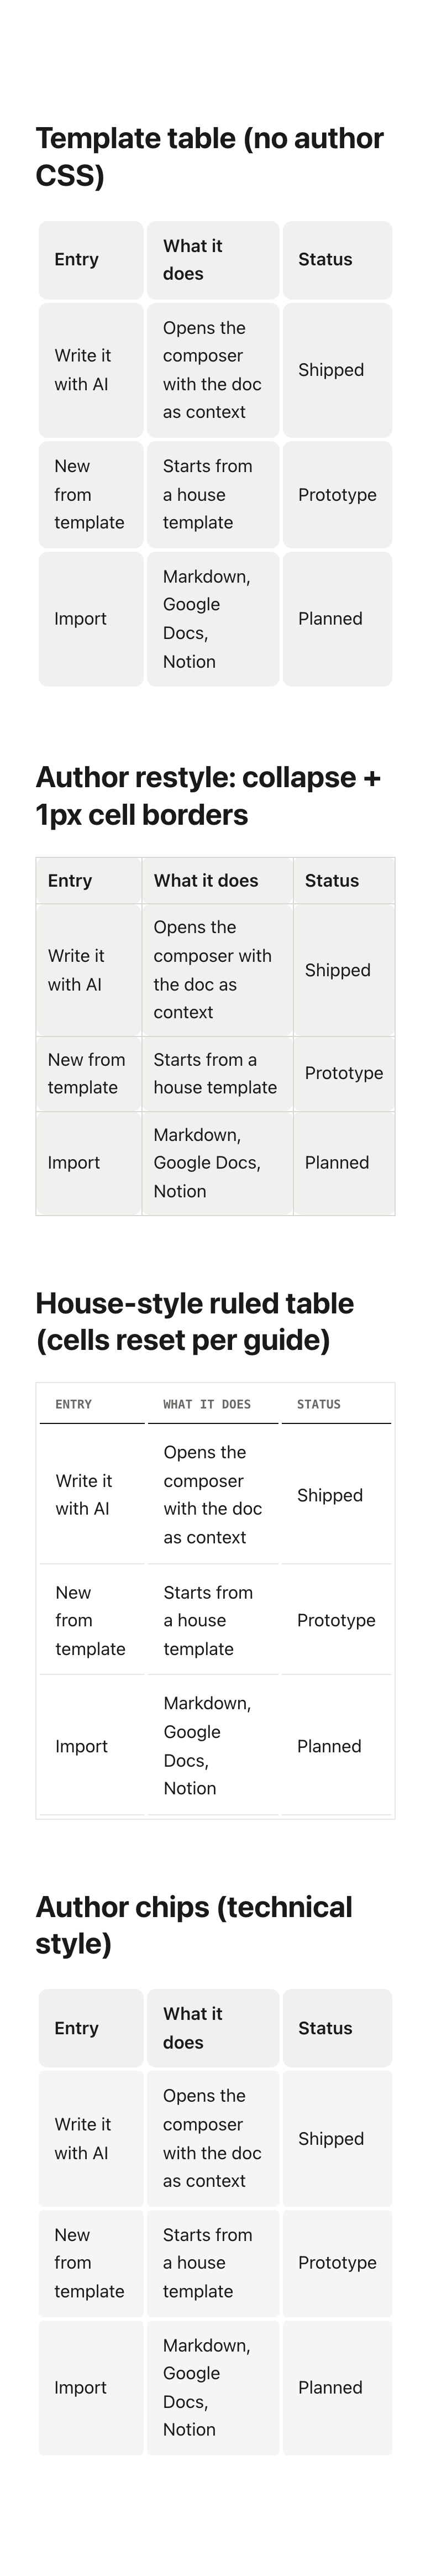 Template table (no author
CSS)
Entry
What it
does
Status
Write it
with AI
Opens the
composer
with the doc
as context
Shipped
New
from
template
Starts from
a house
template
Prototype
Import
Markdown,
Google
Docs,
Notion
Planned
Author restyle: collapse +
1px cell borders
Entry
What it does
Status
Write it
with AI
Opens the
composer with
the doc as
context
Shipped
New from
template
Starts from a
house template
Prototype
Import
Markdown,
Google Docs,
Notion
Planned
House-style ruled table
(cells reset per guide)
ENTRY
WHAT IT DOES
STATUS
Write it
with AI
Opens the
composer
with the doc
as context
Shipped
New
from
template
Starts from
a house
template
Prototype
Import
Markdown,
Google
Docs,
Notion
Planned
Author chips (technical
style)
Entry
What it
does
Status
Write it
with AI
Opens the
composer
with the doc
as context
Shipped
New
from
template
Starts from
a house
template
Prototype
Import
Markdown,
Google
Docs,
Notion
Planned